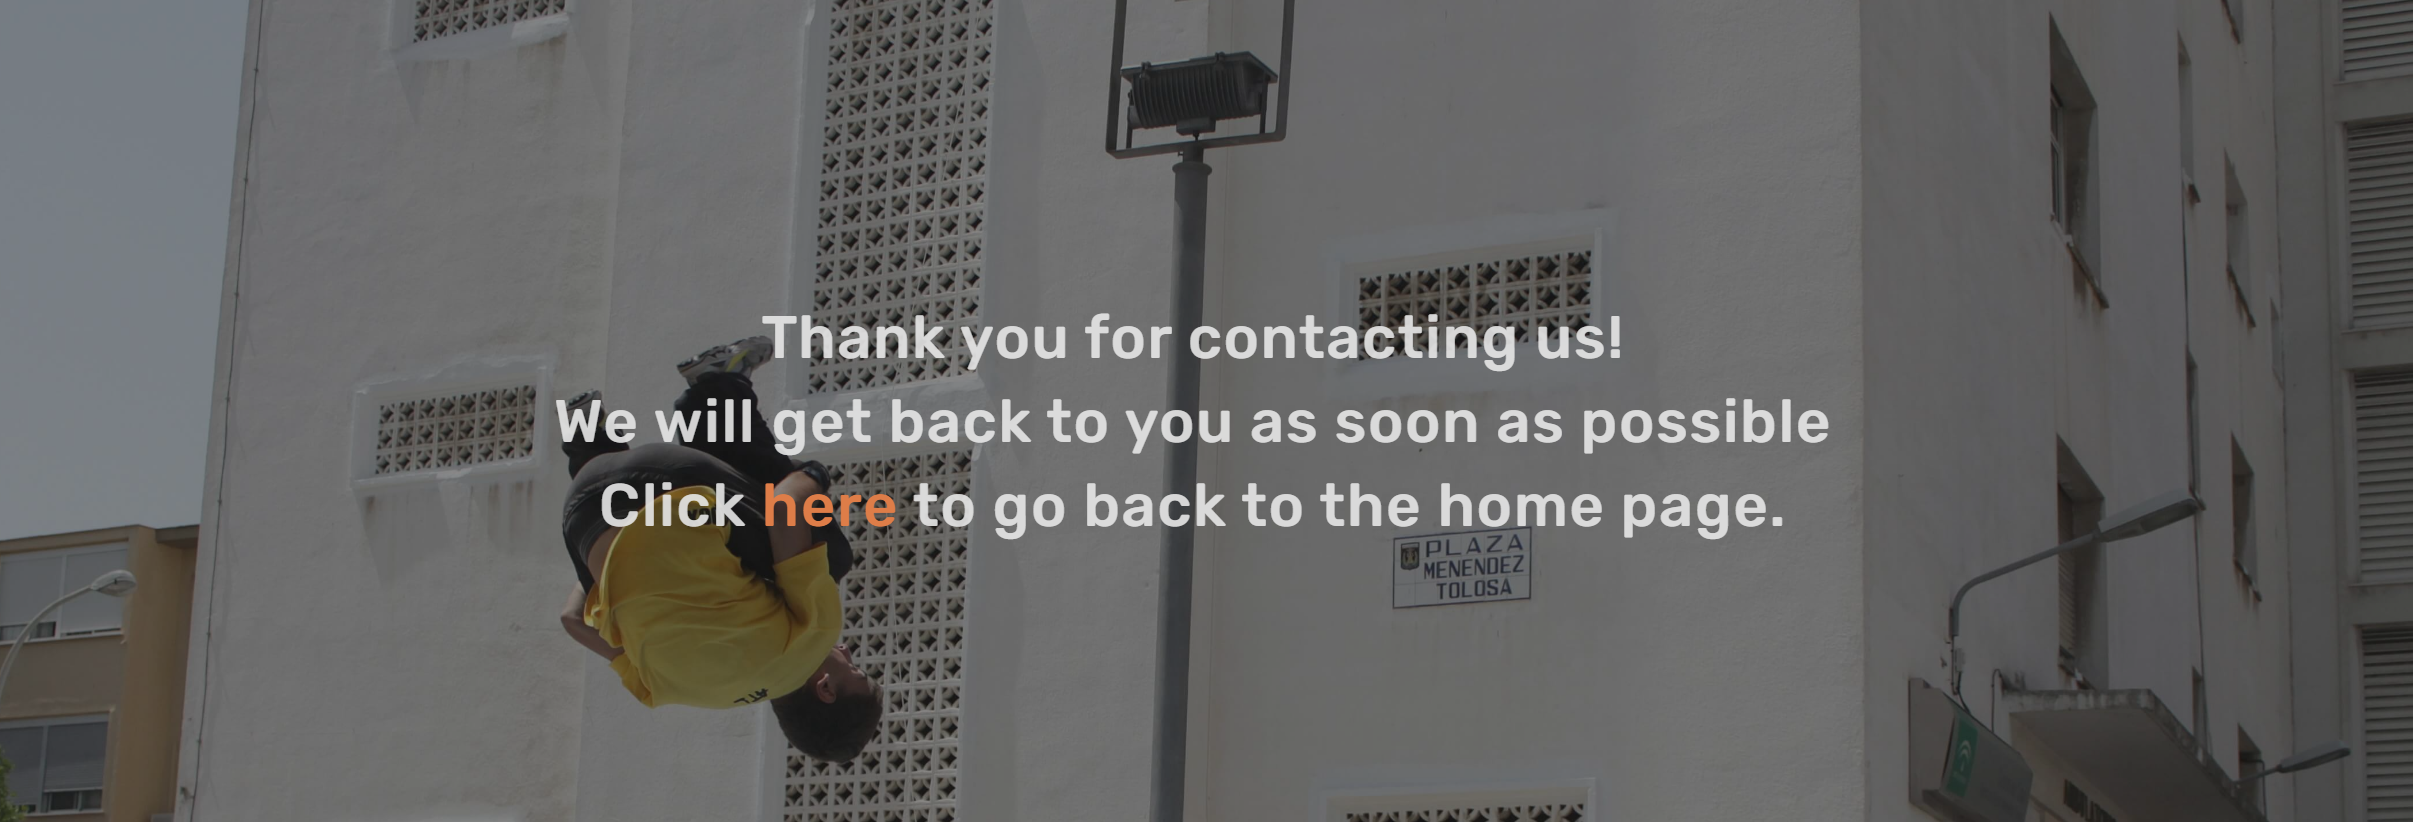 Thank you for contacting us!
We will get back to you as soon as possible
Click here to go back to the home page.
PLAZA
MENENDEZ
TOLOSA